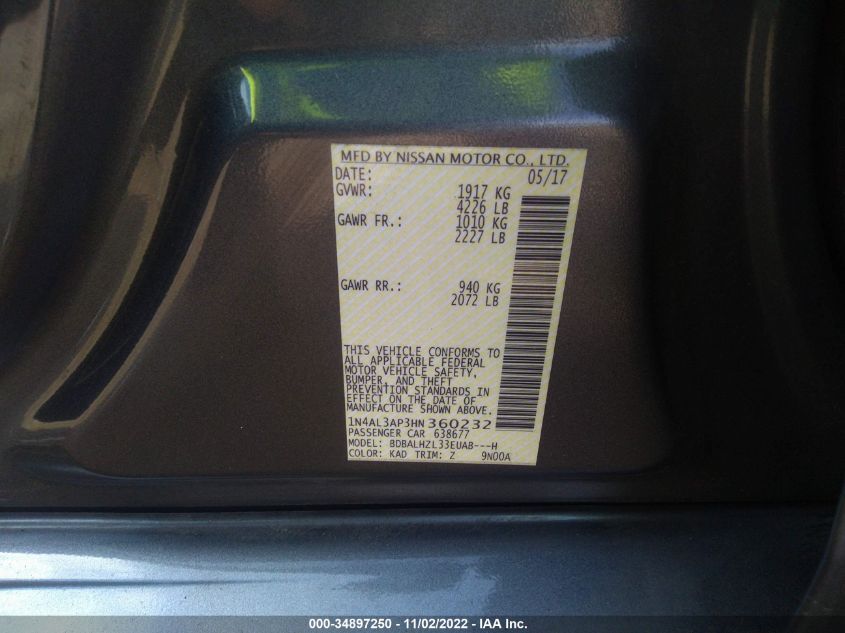 MFD BY NISSAN MOTOR CO., LTD.
DATE: 05/17
GVWR: 1917 KG
4226 LB
GAWR FR.: 1010 KG
2227 LB
GAWR RR.: 940 KG
2072 LB
THIS VEHICLE CONFORMS TO
ALL APPLICABLE FEDERAL
MOTOR VEHICLE SAFETY,
BUMPER, AND THEFT
PREVENTION STANDARDS IN
EFFECT ON THE DATE OF
MANUFACTURE SHOWN ABOVE.
1N4AL3AP3HN360232
PASSENGER CAR 638677
MODEL: BDBALHZL33EUAB---H
COLOR: KAD TRIM: Z 9N00A
000-34897250 - 11/02/2022 - IAA Inc.